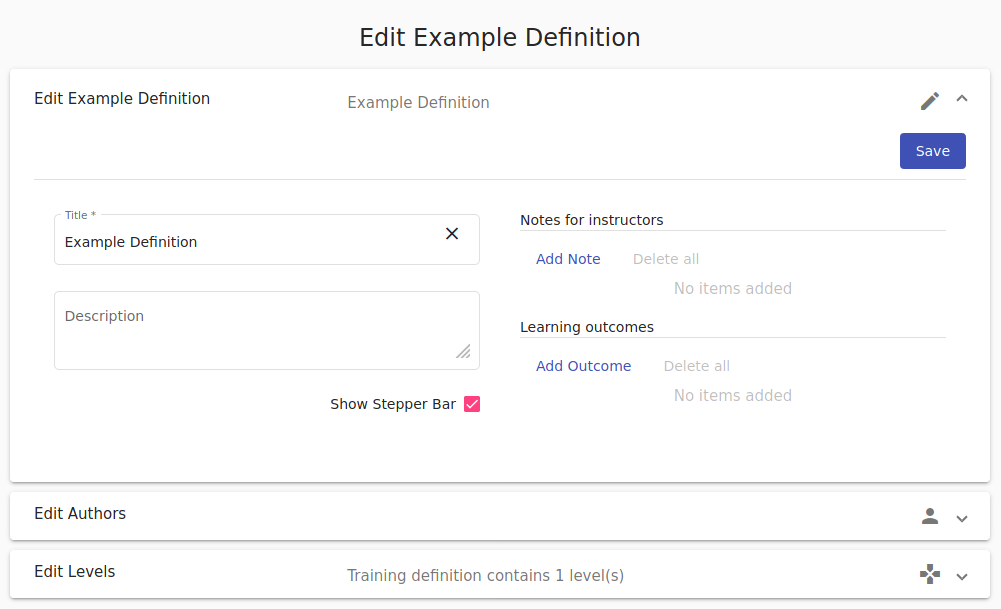 Edit Example Definition
Edit Example Definition
Example Definition
Save
Title *
Example Definition
Description
Show Stepper Bar
Notes for instructors
Add Note
Delete all
No items added
Learning outcomes
Add Outcome
Delete all
No items added
Edit Authors
Edit Levels
Training definition contains 1 level(s)